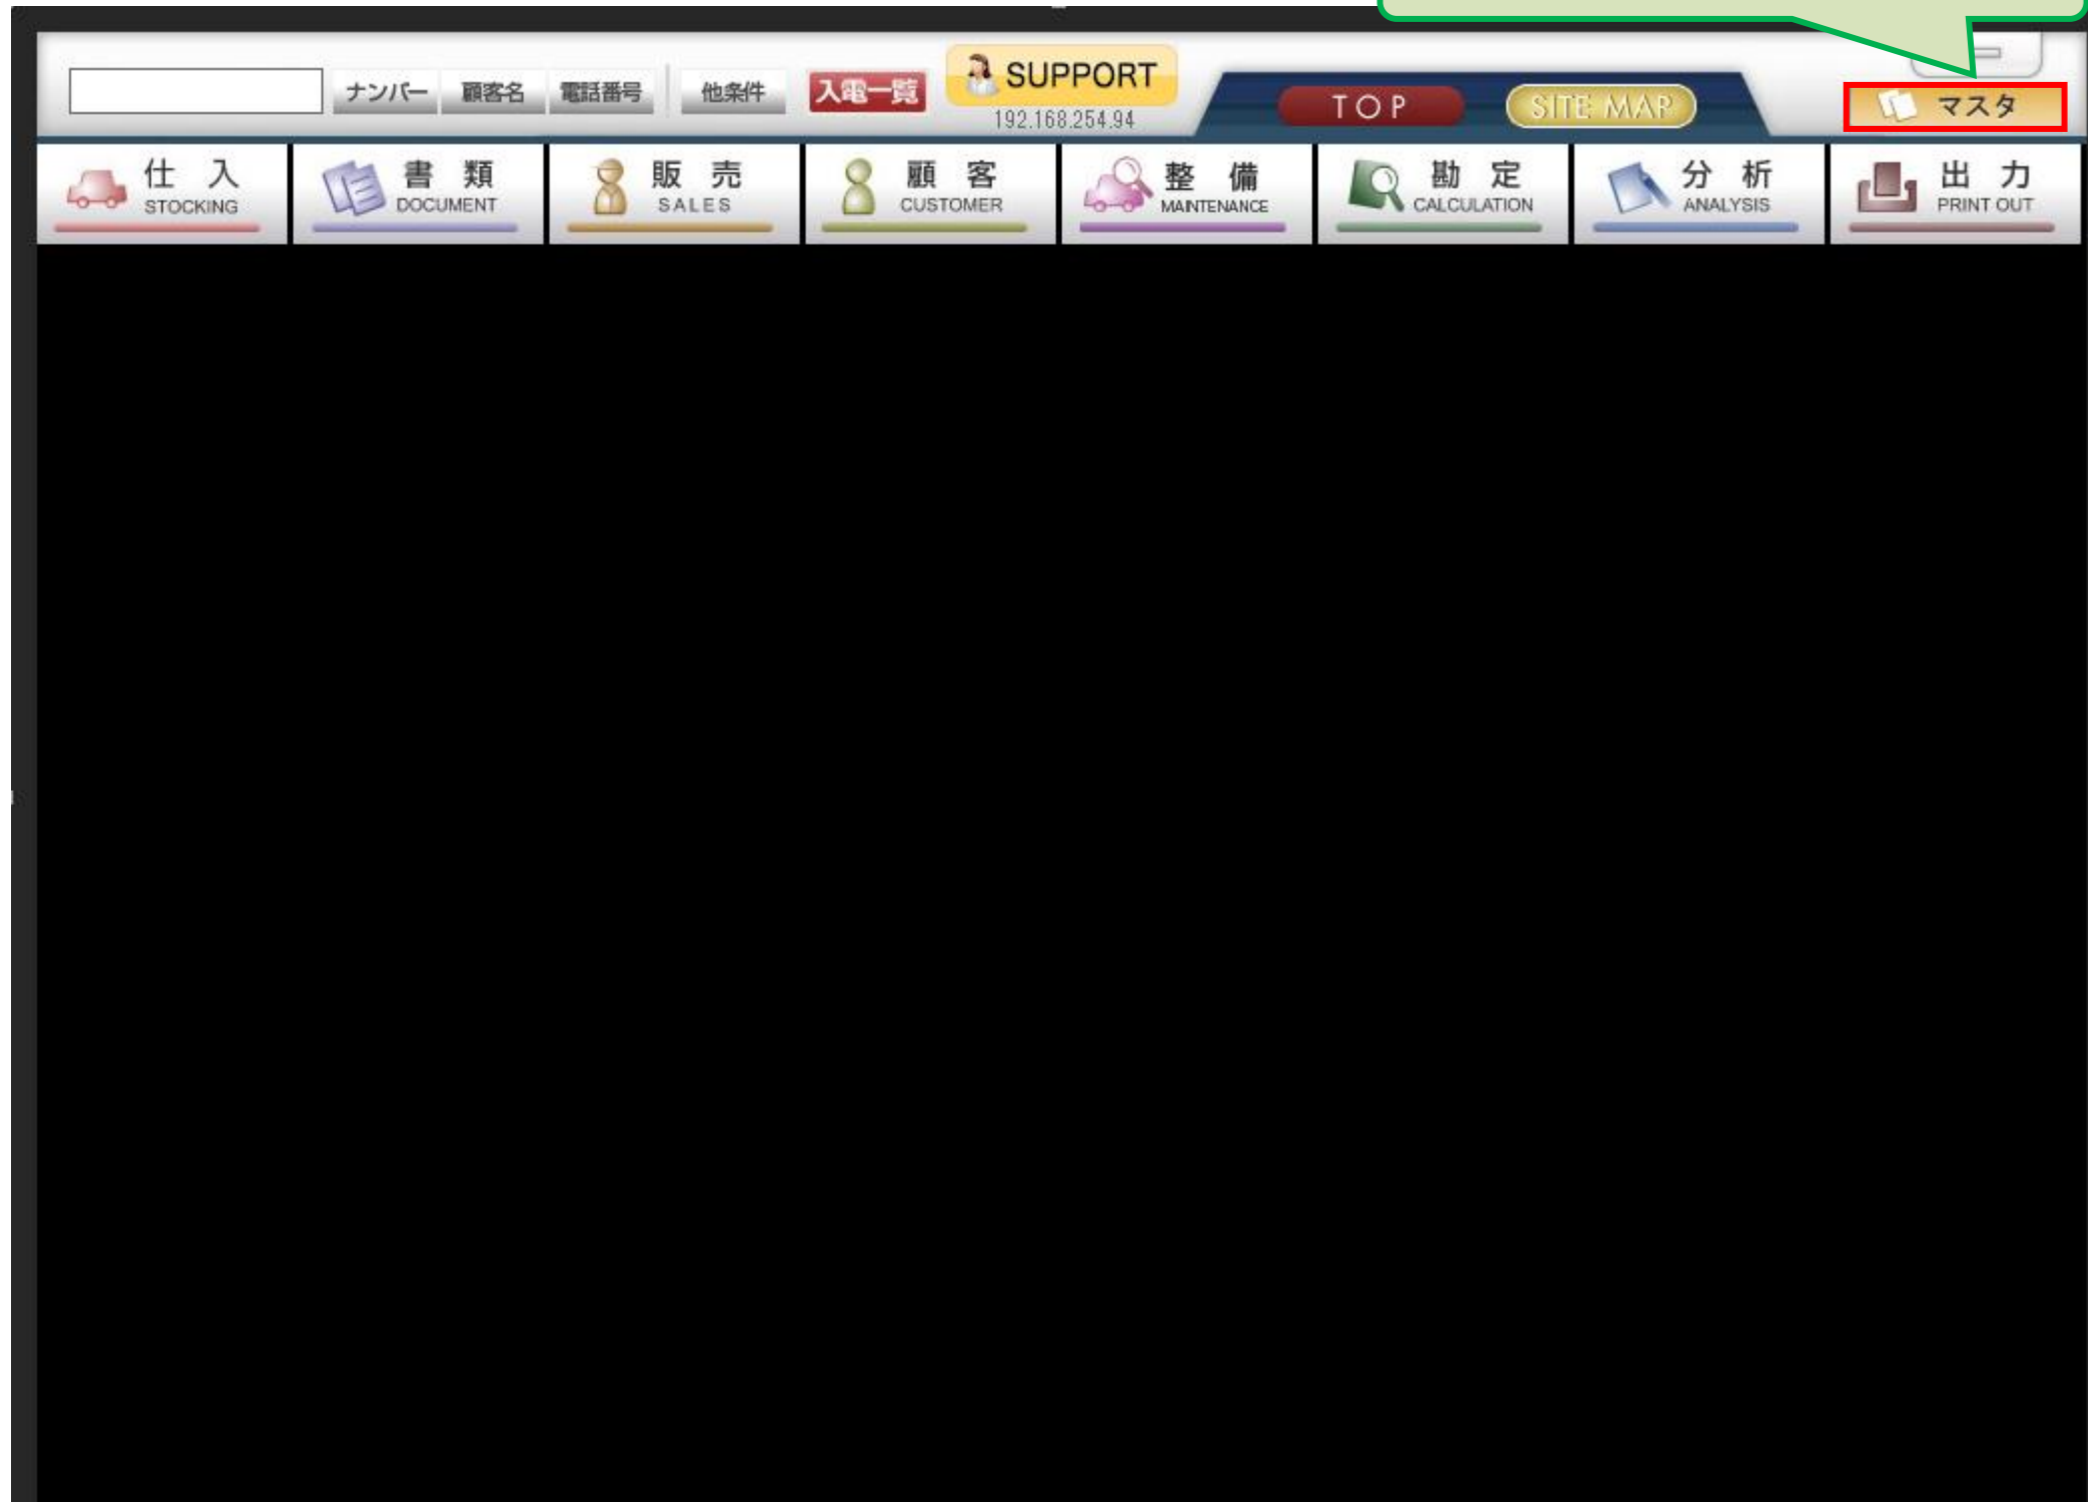 ナンバー 顧客名 電話番号 他条件 入電一覧 SUPPORT
192.168.254.94
TOP SITE MAP マスタ
仕入 書類 販売 顧客 整備 勘定 分析 出力
STOCKING DOCUMENT SALES CUSTOMER MAINTENANCE CALCULATION ANALYSIS PRINT OUT